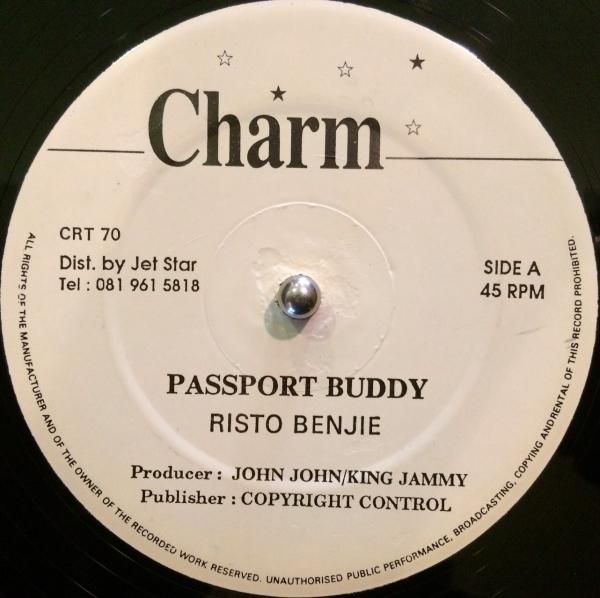 Charm
CRT 70
Dist. by Jet Star
Tel : 081 961 5818
SIDE A
45 RPM
PASSPORT BUDDY
RISTO BENJIE
Producer : JOHN JOHN/KING JAMMY
Publisher : COPYRIGHT CONTROL
ALL RIGHTS OF THE MANUFACTURER AND OF THE OWNER OF THE RECORDED WORK RESERVED. UNAUTHORISED PUBLIC PERFORMANCE, BROADCASTING, COPYING ANDRENTAL OF THIS RECORD PROHIBITED.